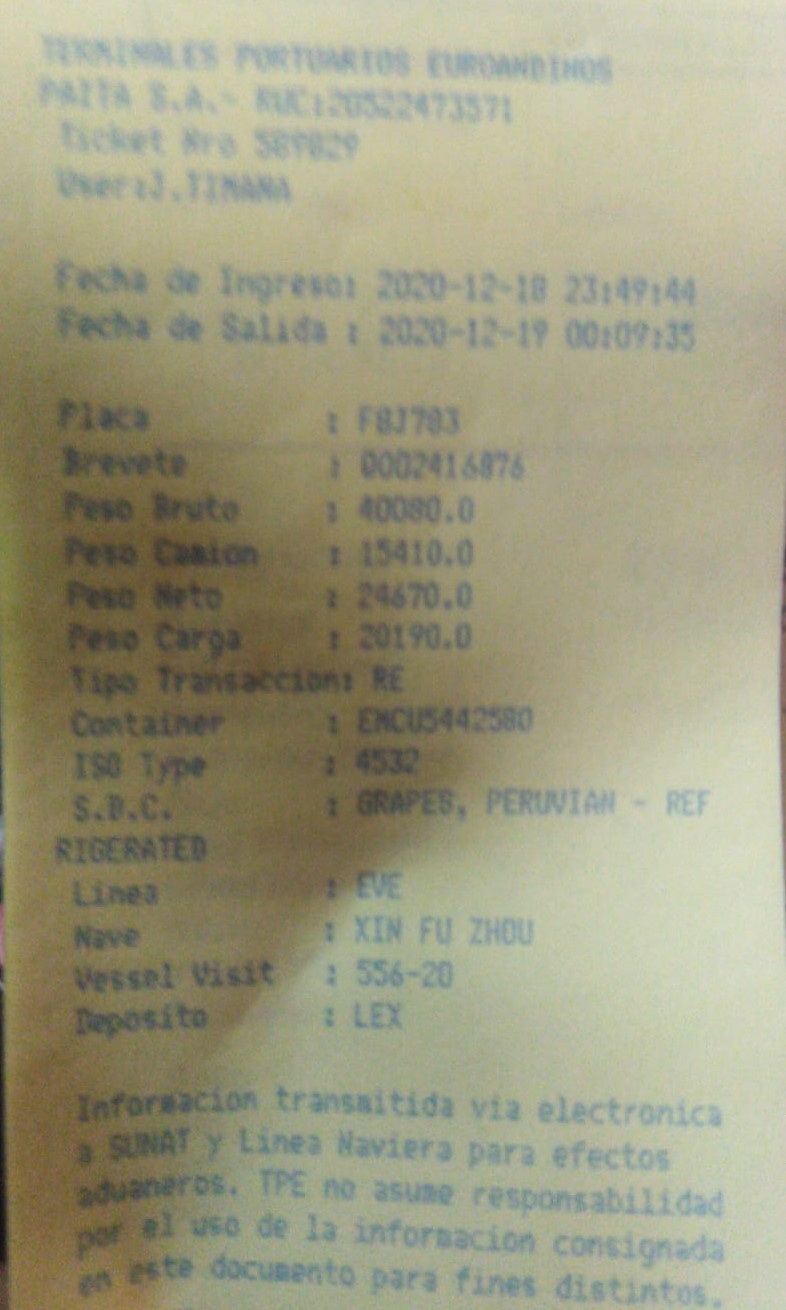 TERMINALES PORTUARIOS EUROANDINOS
PAITA S.A.- RUC:20522473571
Ticket Nro 589829
User:J.TIMANA
Fecha de Ingreso: 2020-12-18 23:49:44
Fecha de Salida : 2020-12-19 00:09:35
Placa : F8J783
Brevete : 0002416876
Peso Bruto : 40080.0
Peso Camion : 15410.0
Peso Neto : 24670.0
Peso Carga : 20190.0
Tipo Transaccion: RE
Container : EMCU5442580
ISO Type : 4532
S.D.C. : GRAPES, PERUVIAN - REF
RIGERATED
Linea : EVE
Nave : XIN FU ZHOU
Vessel Visit : 556-20
Deposito : LEX
Informacion transmitida via electronica
a SUNAT y Linea Naviera para efectos
aduaneros. TPE no asume responsabilidad
por el uso de la informacion consignada
en este documento para fines distintos.